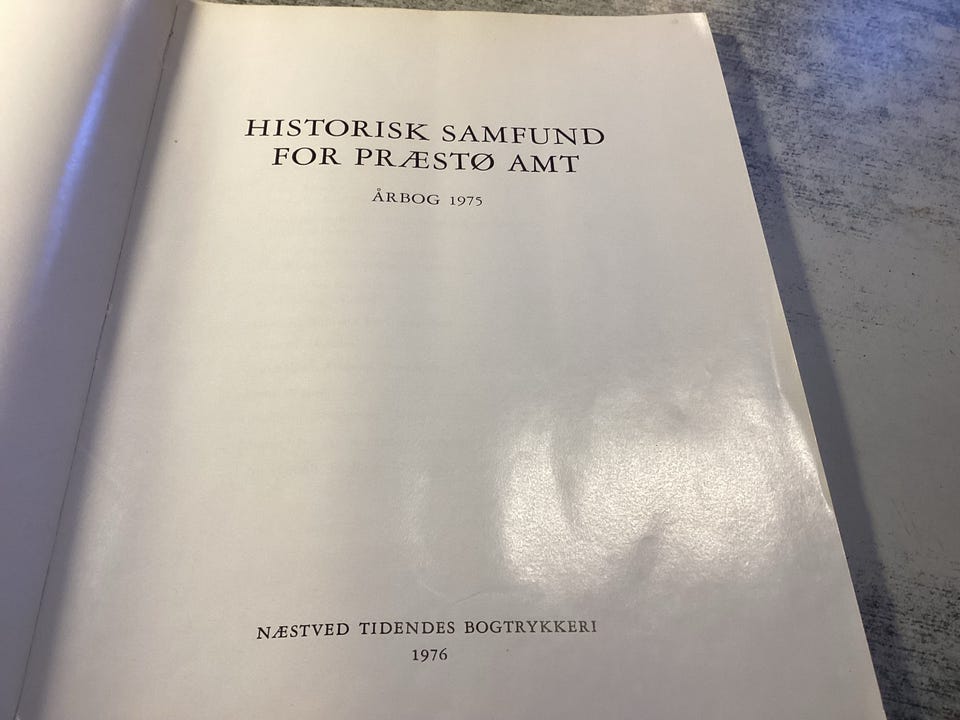 HISTORISK SAMFUND
FOR PRÆSTØ AMT
ÅRBOG 1975
NÆSTVED TIDENDES BOGTRYKKERI
1976